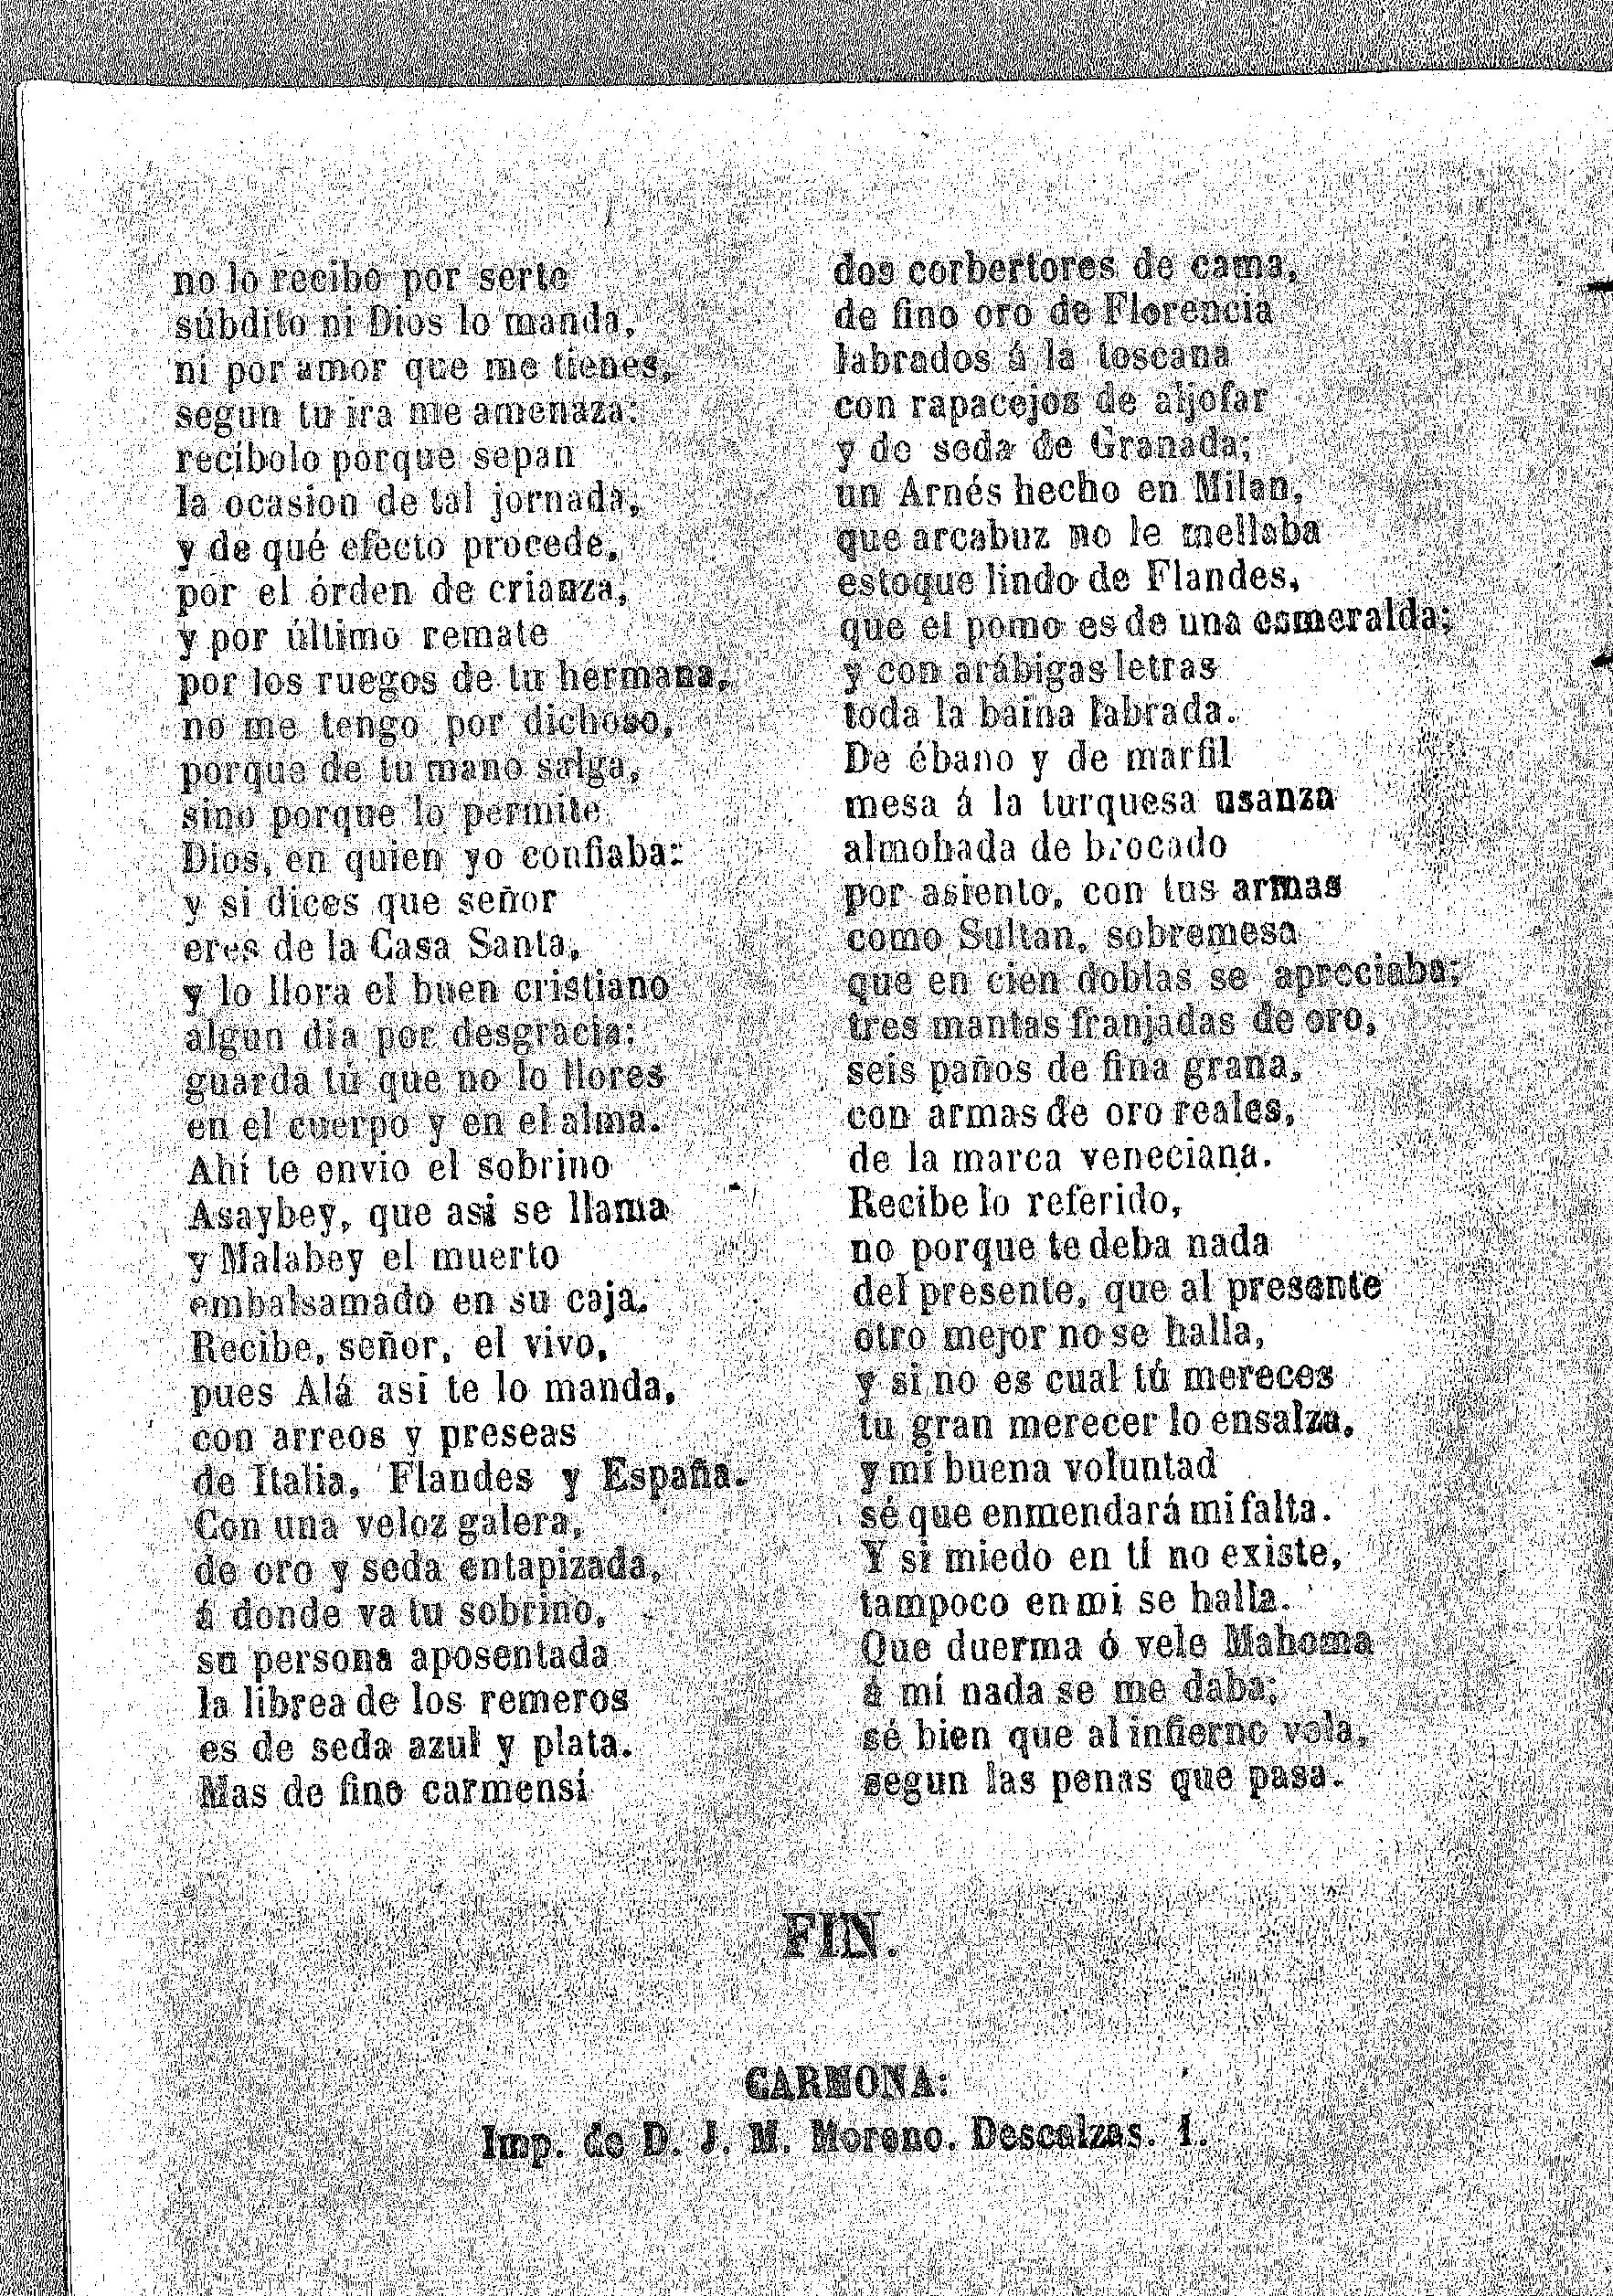 no lo recibo por serte
súbdito ni Dios lo manda,
ni por amor que me tienes,
segun tu ira me amenaza:
recíbolo porque sepan
la ocasion de tal jornada,
y de qué efecto procede,
por el órden de crianza,
y por último remate
por los ruegos de tu hermana,
no me tengo por dichoso,
porque de tu mano salga,
sino porque lo permite
Dios, en quien yo confiaba:
y si dices que señor
eres de la Casa Santa,
y lo llora el buen cristiano
algun dia por desgracia:
guarda tú que no lo llores
en el cuerpo y en el alma.
Ahí te envio el sobrino
Asaybey, que asi se llama
y Malabey el muerto
embalsamado en su caja.
Recibe, señor, el vivo,
pues Alá asi te lo manda,
con arreos y preseas
de Italia, Flandes y España.
Con una veloz galera,
de oro y seda entapizada,
á donde va tu sobrino,
su persona aposentada
la librea de los remeros
es de seda azul y plata.
Mas de fino carmensí
dos corbertores de cama,
de fino oro de Florencia
labrados á la toscana
con rapacejos de aljofar
y de seda de Granada;
un Arnés hecho en Milan,
que arcabuz no le mellaba
estoque lindo de Flandes,
que el pomo es de una esmeralda;
y con arábigas letras
toda la baina labrada.
De ébano y de marfil
mesa á la turquesa usanza
almohada de brocado
por asiento, con tus armas
como Sultan, sobremesa
que en cien doblas se apreciaba;
tres mantas franjadas de oro,
seis paños de fina grana,
con armas de oro reales,
de la marca veneciana.
Recibe lo referido,
no porque te deba nada
del presente, que al presente
otro mejor no se halla,
y si no es cual tú mereces
tu gran merecer lo ensalza,
y mi buena voluntad
sé que enmendará mi falta.
Y si miedo en ti no existe,
tampoco en mi se halla.
Que duerma ó vele Mahoma
á mí nada se me daba;
sé bien que al infierno vola,
segun las penas que pasa.
FIN.
CARMONA:
Imp. de D. J. M. Moreno. Descalzas. 1.